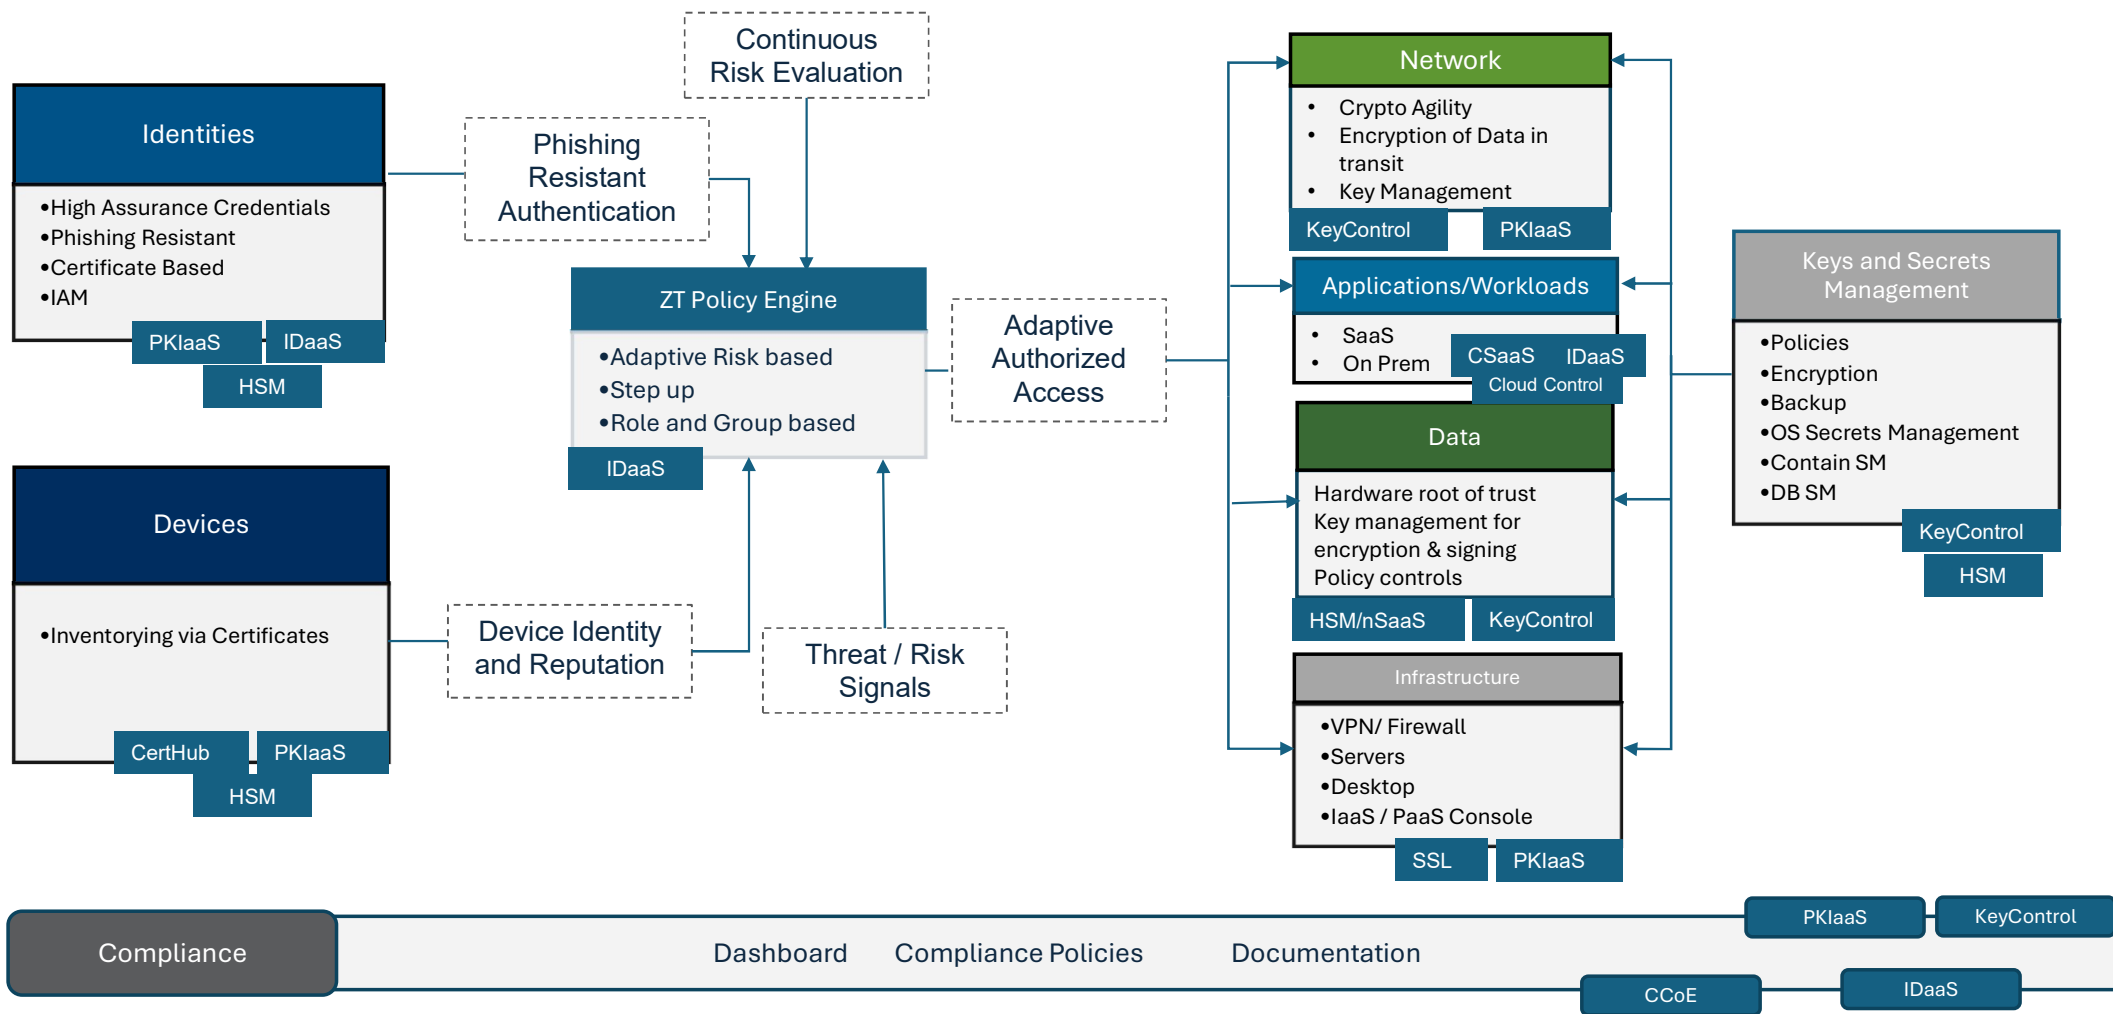 Continuous
Risk Evaluation
Identities
•High Assurance Credentials
•Phishing Resistant
•Certificate Based
•IAM
PKIaaS
IDaaS
HSM
Phishing
Resistant
Authentication
Devices
•Inventorying via Certificates
CertHub
PKIaaS
HSM
Device Identity
and Reputation
ZT Policy Engine
•Adaptive Risk based
•Step up
•Role and Group based
IDaaS
Threat / Risk
Signals
Adaptive
Authorized
Access
Network
• Crypto Agility
• Encryption of Data in
transit
• Key Management
KeyControl
PKIaaS
Applications/Workloads
• SaaS
• On Prem
CSaaS
IDaaS
Cloud Control
Data
Hardware root of trust
Key management for
encryption & signing
Policy controls
HSM/nSaaS
KeyControl
Infrastructure
•VPN/ Firewall
•Servers
•Desktop
•IaaS / PaaS Console
SSL
PKIaaS
Keys and Secrets
Management
•Policies
•Encryption
•Backup
•OS Secrets Management
•Contain SM
•DB SM
KeyControl
HSM
Compliance
Dashboard
Compliance Policies
Documentation
PKIaaS
KeyControl
CCoE
IDaaS